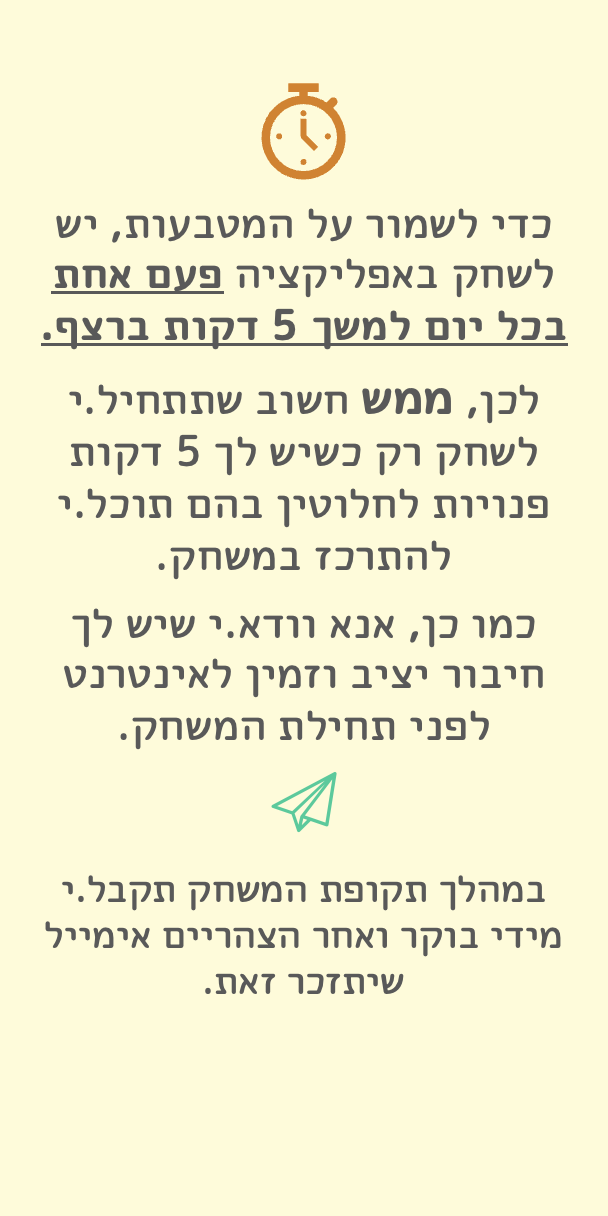 כדי לשמור על המטבעות, יש
לשחק באפליקציה פעם אחת
בכל יום למשך 5 דקות ברצף.
לכן, ממש חשוב שתתחיל.י
לשחק רק כשיש לך 5 דקות
פנויות לחלוטין בהם תוכל.י
להתרכז במשחק.
כמו כן, אנא וודא.י שיש לך
חיבור יציב וזמין לאינטרנט
לפני תחילת המשחק.
במהלך תקופת המשחק תקבל.י
מידי בוקר ואחר הצהריים אימייל
שיתזכר זאת.